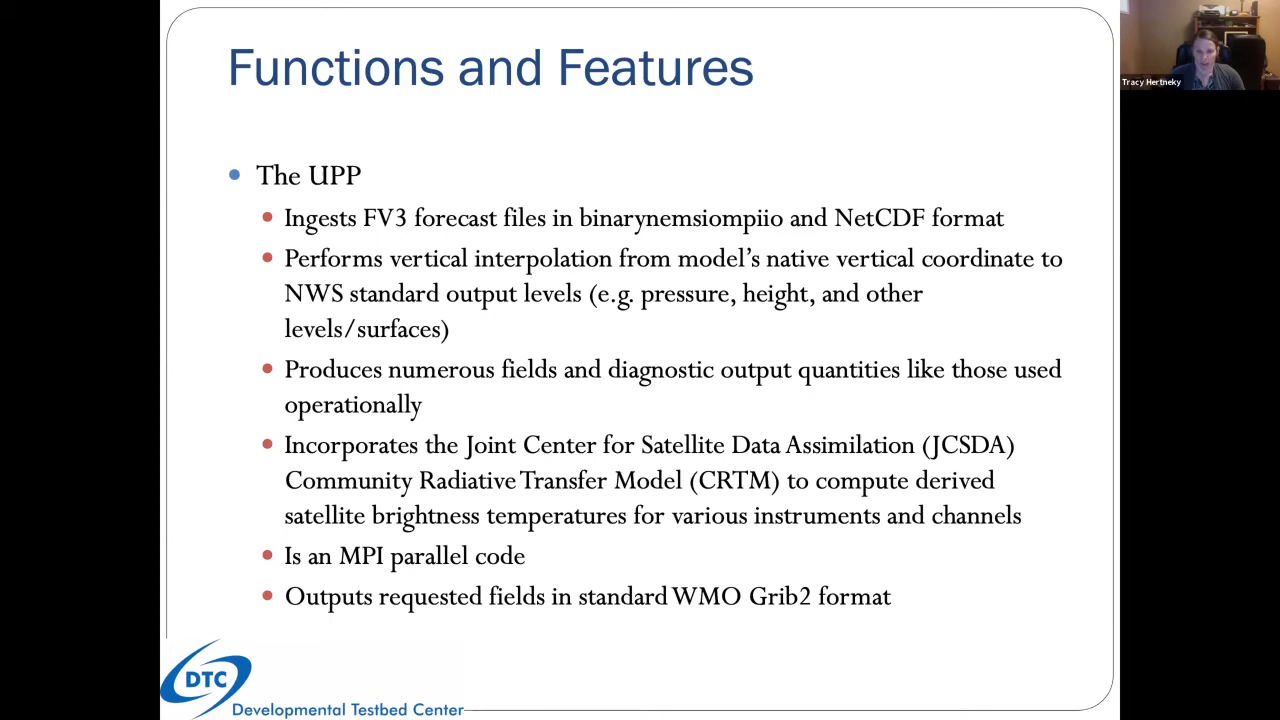 Functions and Features
Tracy Hertneky
• The UPP
• Ingests FV3 forecast files in binarynemsiompiio and NetCDF format
• Performs vertical interpolation from model's native vertical coordinate to
NWS standard output levels (e.g. pressure, height, and other
levels/surfaces)
• Produces numerous fields and diagnostic output quantities like those used
operationally
• Incorporates the Joint Center for Satellite Data Assimilation (JCSDA)
Community Radiative Transfer Model (CRTM) to compute derived
satellite brightness temperatures for various instruments and channels
• Is an MPI parallel code
• Outputs requested fields in standard WMO Grib2 format
DTC
Developmental Testbed Center